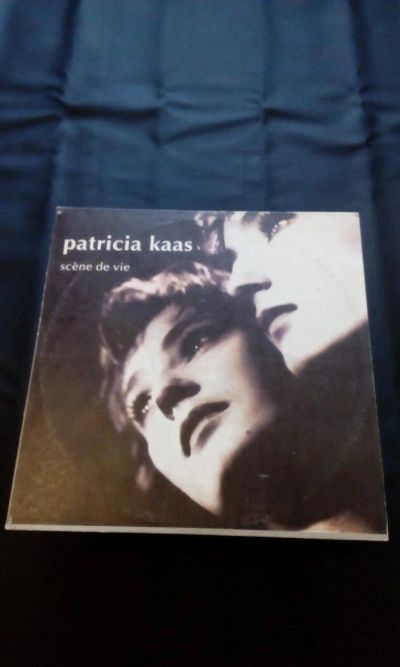 patricia kaas
scène de vie